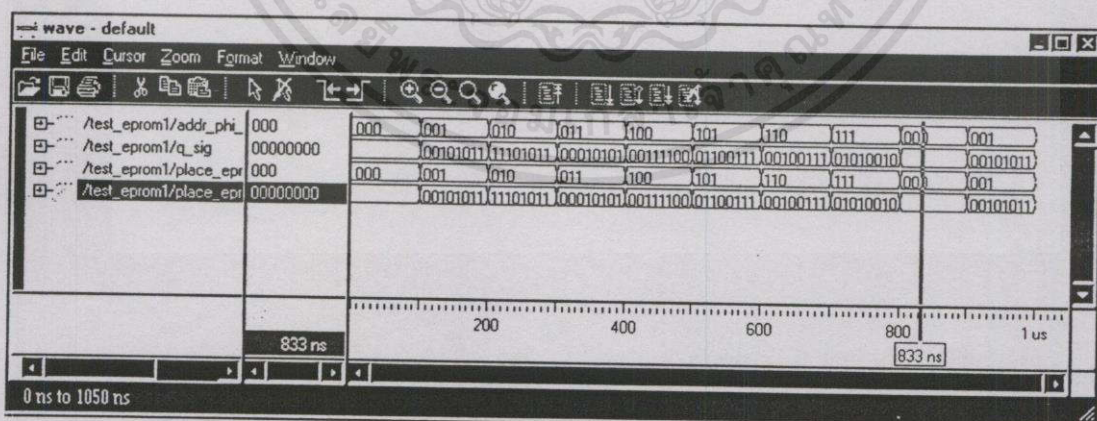 wave - default
File Edit Cursor Zoom Format Window
/test_eprom1/addr_phi_ 000 000 001 010 011 100 101 110 111 000 001
/test_eprom1/q_sig 00000000 00101011 11101011 00010101 00111100 01100111 00100111 01010010 00101011
/test_eprom1/place_epr 000 000 001 010 011 100 101 110 111 000 001
/test_eprom1/place_epr 00000000 00101011 11101011 00010101 00111100 01100111 00100111 01010010 00101011
200 400 600 800 1 us
833 ns 833 ns
0 ns to 1050 ns